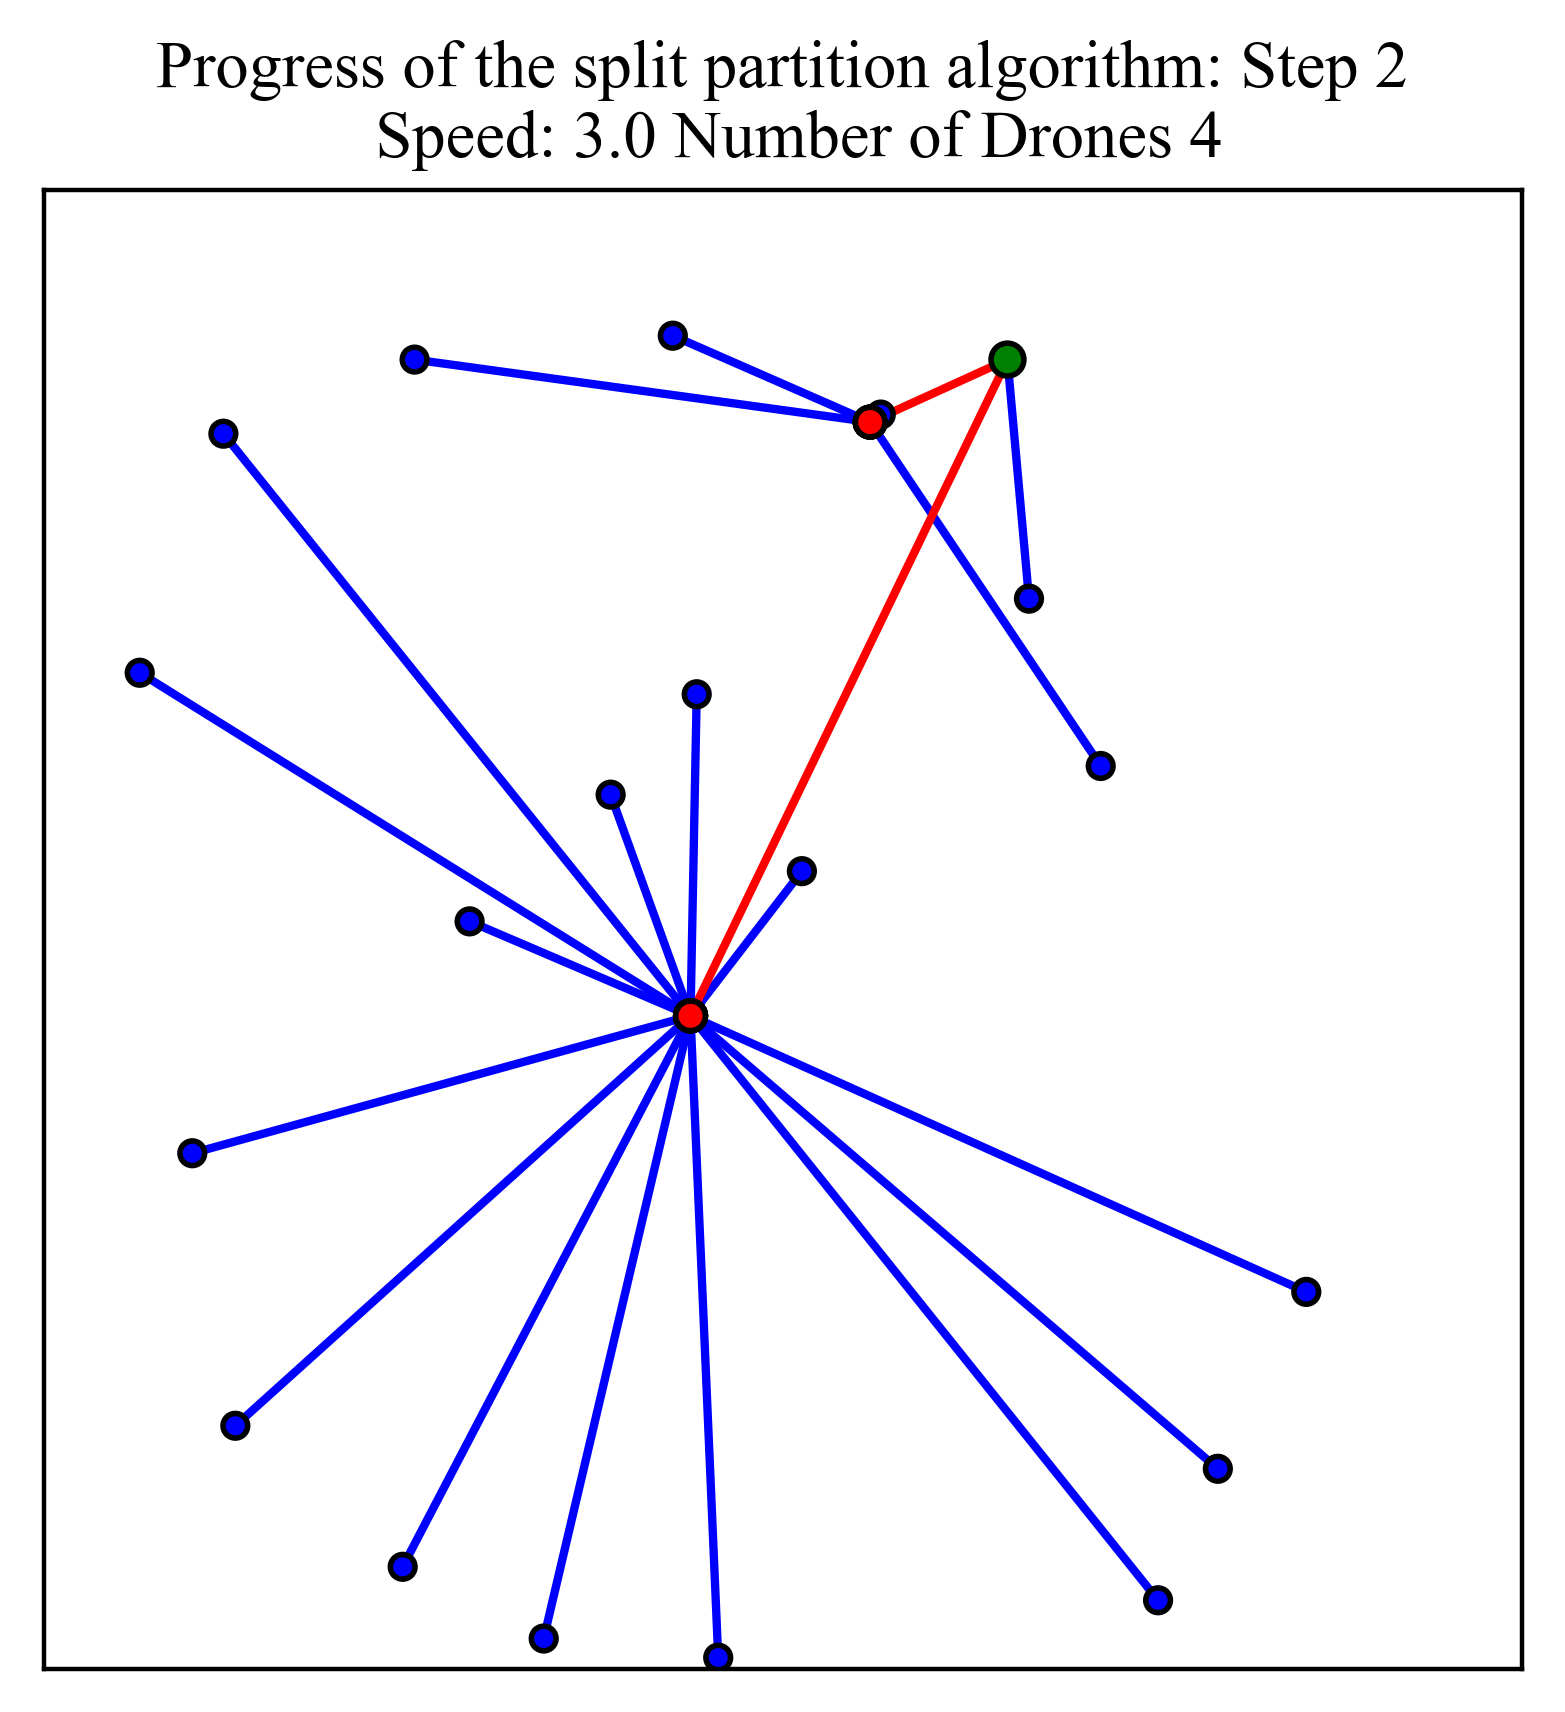 Progress of the split partition algorithm: Step 2
Speed: 3.0 Number of Drones 4